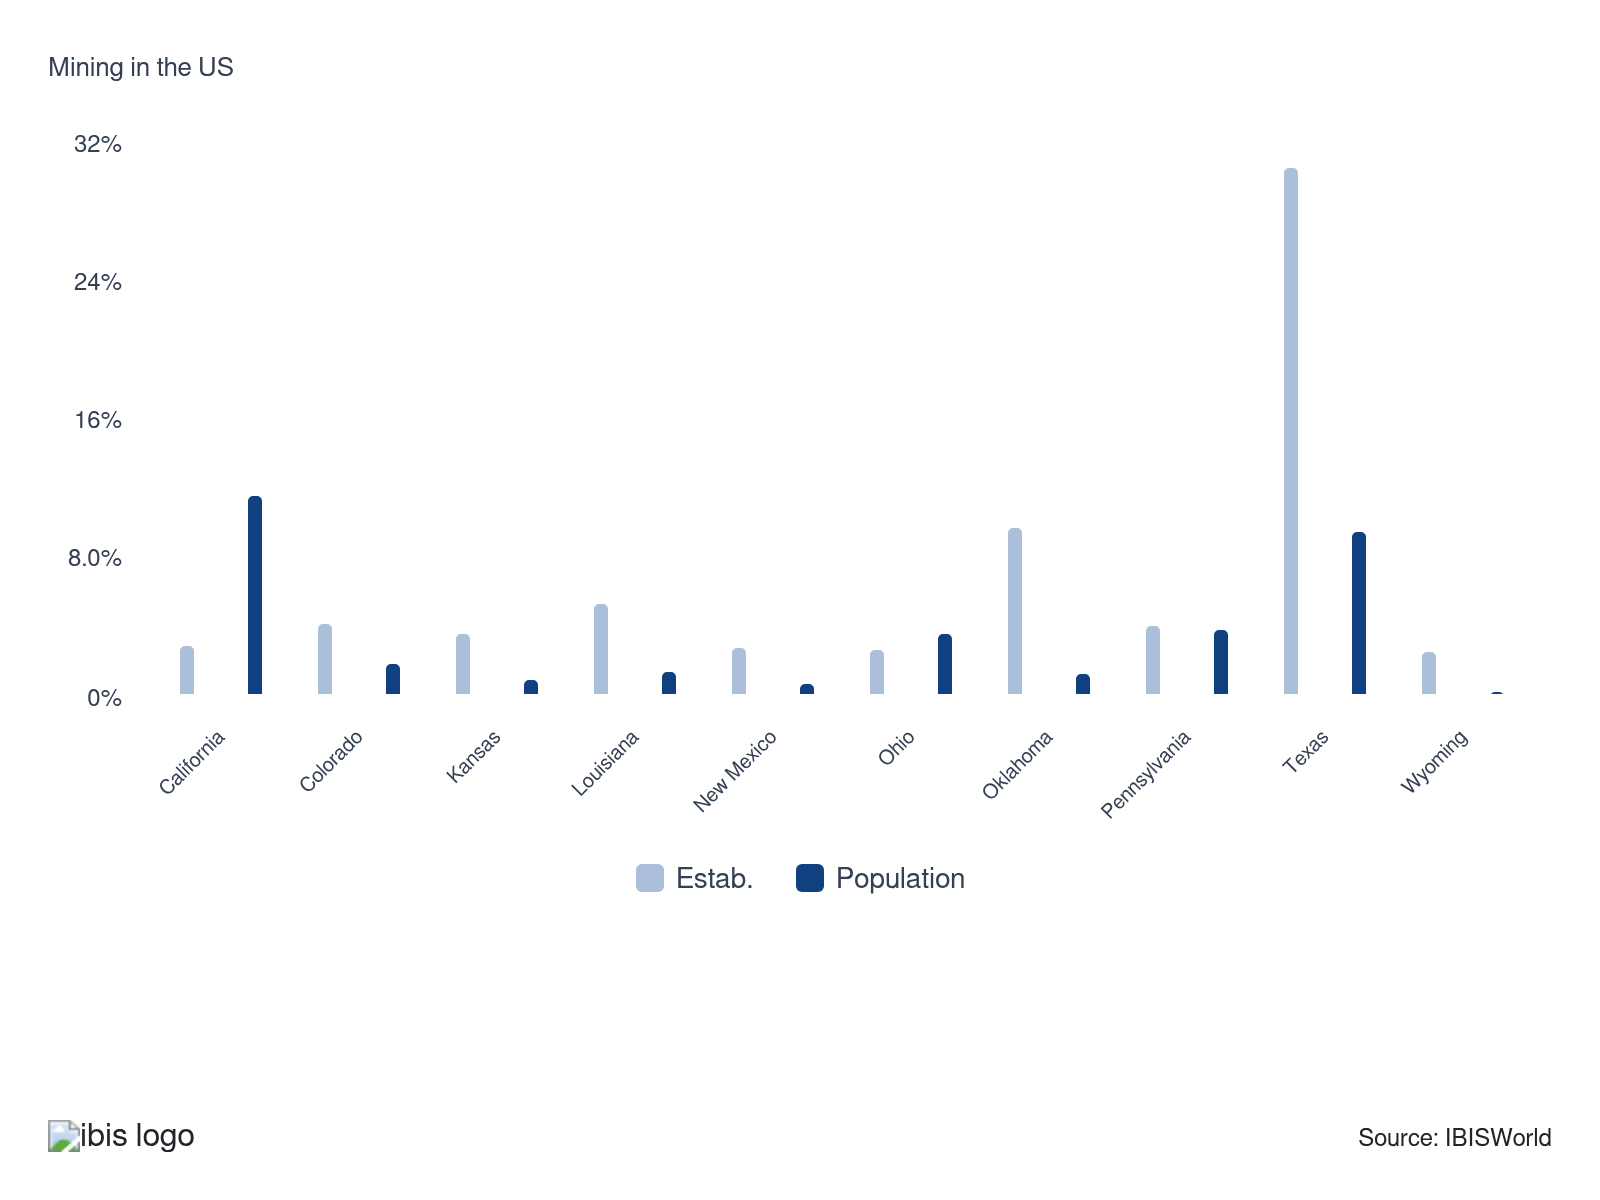 Mining in the US
32%
24%
16%
8.0%
0%
California
Colorado
Kansas
Louisiana
New Mexico
Ohio
Oklahoma
Pennsylvania
Texas
Wyoming
Estab.
Population
ibis logo
Source: IBISWorld